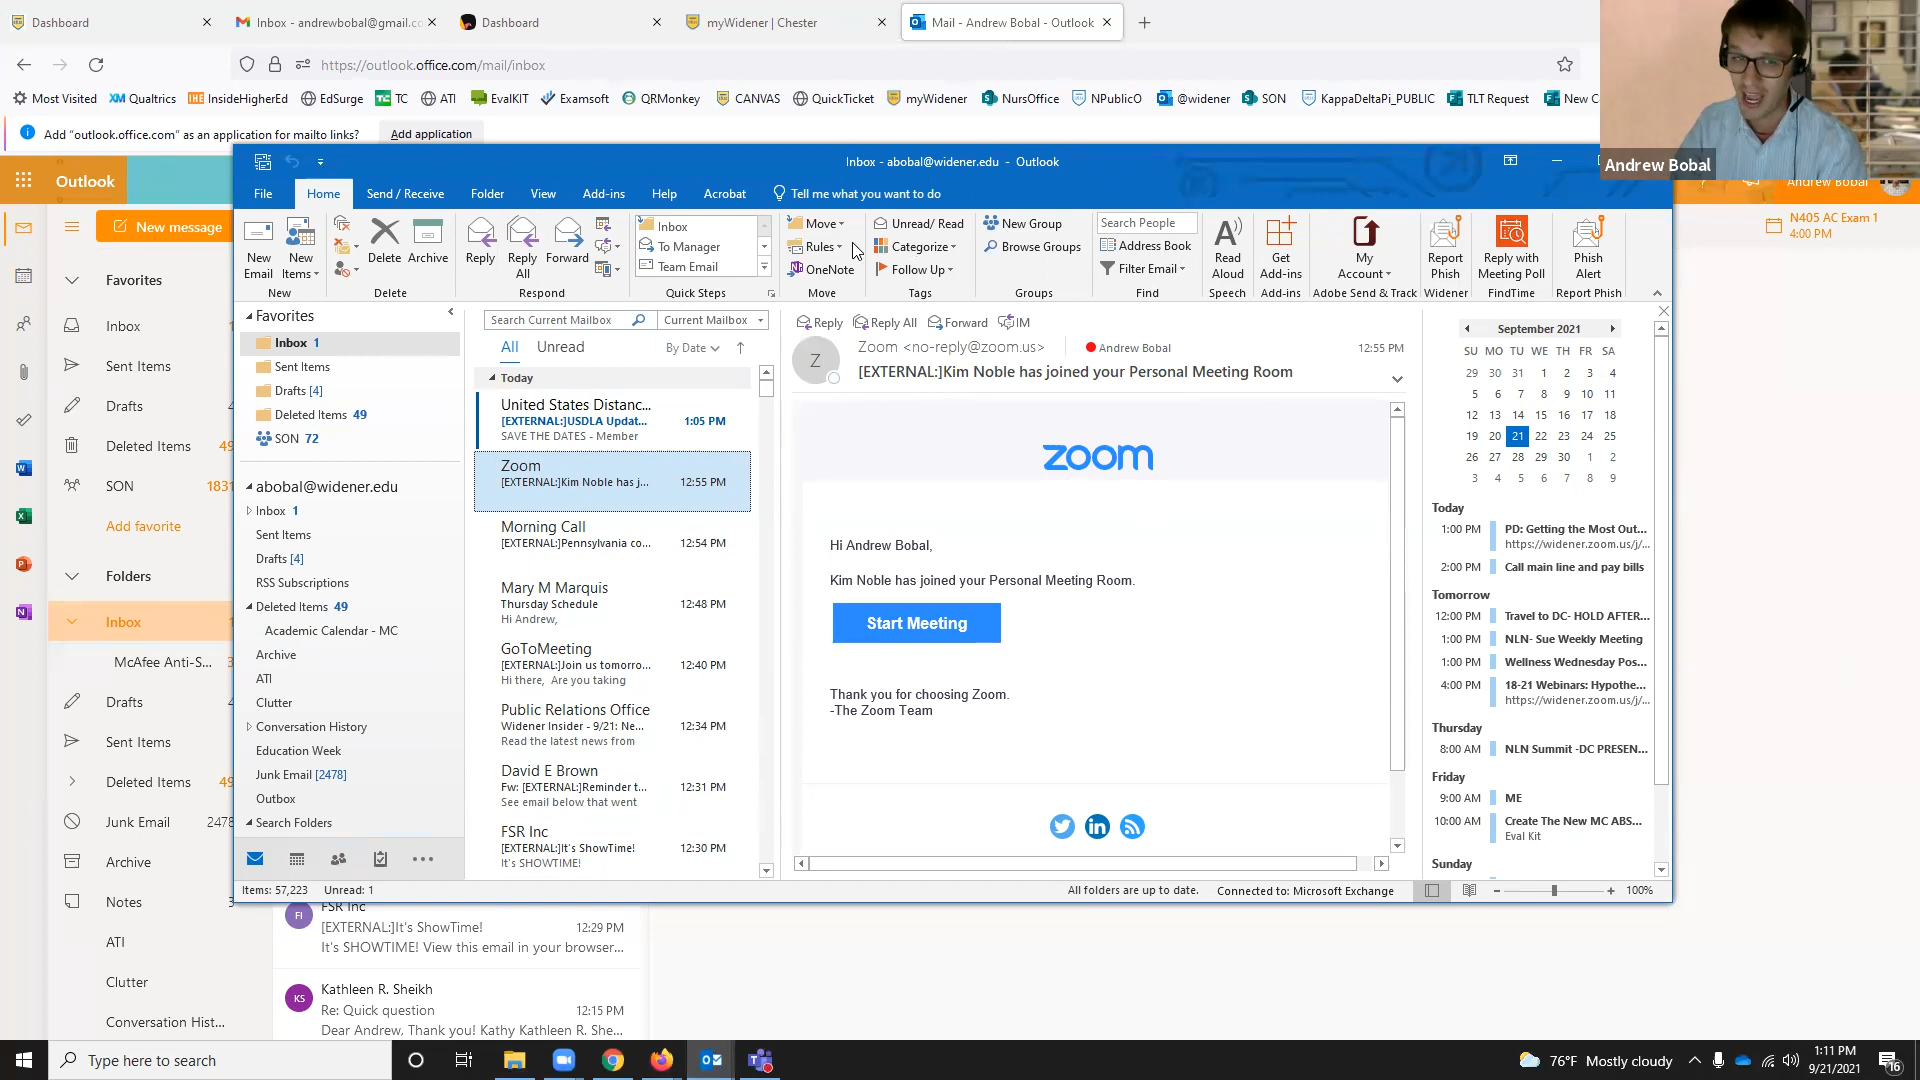 Dashboard
Inbox - andrewbobal@gmail.co
Dashboard
myWidener | Chester
Mail - Andrew Bobal - Outlook
https://outlook.office.com/mail/inbox
Most Visited
Qualtrics
InsideHigherEd
EdSurge
TC
ATI
EvalKIT
Examsoft
QRMonkey
CANVAS
QuickTicket
myWidener
NursOffice
NPublicO
@widener
SON
KappaDeltaPi_PUBLIC
TLT Request
New C
Add "outlook.office.com" as an application for mailto links?
Add application
Andrew Bobal
Outlook
Andrew Bobal
New message
N405 AC Exam 1
4:00 PM
Favorites
Inbox
Sent Items
Drafts
Deleted Items
SON 1831
Add favorite
Folders
Inbox
McAfee Anti-S...
Drafts
Sent Items
Deleted Items
Junk Email 2478
Archive
Notes
ATI
Clutter
Conversation Hist...
Inbox - abobal@widener.edu - Outlook
File
Home
Send / Receive
Folder
View
Add-ins
Help
Acrobat
Tell me what you want to do
New Email
New Items
New
Delete
Archive
Delete
Reply
Reply All
Forward
Respond
Inbox
To Manager
Team Email
Quick Steps
Move
Rules
OneNote
Move
Unread/ Read
Categorize
Follow Up
Tags
New Group
Browse Groups
Groups
Search People
Address Book
Filter Email
Find
Read Aloud
Speech
Get Add-ins
Add-ins
My Account
Adobe Send & Track
Report Phish
Widener
Reply with Meeting Poll
FindTime
Phish Alert
Report Phish
Favorites
Inbox 1
Sent Items
Drafts [4]
Deleted Items 49
SON 72
abobal@widener.edu
Inbox 1
Sent Items
Drafts [4]
RSS Subscriptions
Deleted Items 49
Academic Calendar - MC
Archive
ATI
Clutter
Conversation History
Education Week
Junk Email [2478]
Outbox
Search Folders
Search Current Mailbox
Current Mailbox
All
Unread
By Date
Today
United States Distanc...
[EXTERNAL:]USDLA Updat... 1:05 PM
SAVE THE DATES - Member
Zoom
[EXTERNAL:]Kim Noble has j... 12:55 PM
Morning Call
[EXTERNAL:]Pennsylvania co... 12:54 PM
Mary M Marquis
Thursday Schedule 12:48 PM
Hi Andrew,
GoToMeeting
[EXTERNAL:]Join us tomorro... 12:40 PM
Hi there, Are you taking
Public Relations Office
Widener Insider - 9/21: Ne... 12:34 PM
Read the latest news from
David E Brown
Fw: [EXTERNAL:]Reminder t... 12:31 PM
See email below that went
FSR Inc
[EXTERNAL:]It's ShowTime! 12:30 PM
It's SHOWTIME!
Reply
Reply All
Forward
IM
Z
Zoom <no-reply@zoom.us>
Andrew Bobal
12:55 PM
[EXTERNAL:]Kim Noble has joined your Personal Meeting Room
zoom
Hi Andrew Bobal,
Kim Noble has joined your Personal Meeting Room.
Start Meeting
Thank you for choosing Zoom.
-The Zoom Team
September 2021
SU MO TU WE TH FR SA
29 30 31 1 2 3 4
5 6 7 8 9 10 11
12 13 14 15 16 17 18
19 20 21 22 23 24 25
26 27 28 29 30 1 2
3 4 5 6 7 8 9
Today
1:00 PM PD: Getting the Most Out...
https://widener.zoom.us/j/...
2:00 PM Call main line and pay bills
Tomorrow
12:00 PM Travel to DC- HOLD AFTER...
1:00 PM NLN- Sue Weekly Meeting
1:00 PM Wellness Wednesday Pos...
4:00 PM 18-21 Webinars: Hypothe...
https://widener.zoom.us/j/...
Thursday
8:00 AM NLN Summit -DC PRESEN...
Friday
9:00 AM ME
10:00 AM Create The New MC ABS...
Eval Kit
Sunday
Items: 57,223
Unread: 1
All folders are up to date.
Connected to: Microsoft Exchange
100%
FI
FSR Inc
[EXTERNAL:]It's ShowTime! 12:29 PM
It's SHOWTIME! View this email in your browser...
KS
Kathleen R. Sheikh
Re: Quick question 12:15 PM
Dear Andrew, Thank you! Kathy Kathleen R. She...
Type here to search
76°F Mostly cloudy
1:11 PM
9/21/2021
16